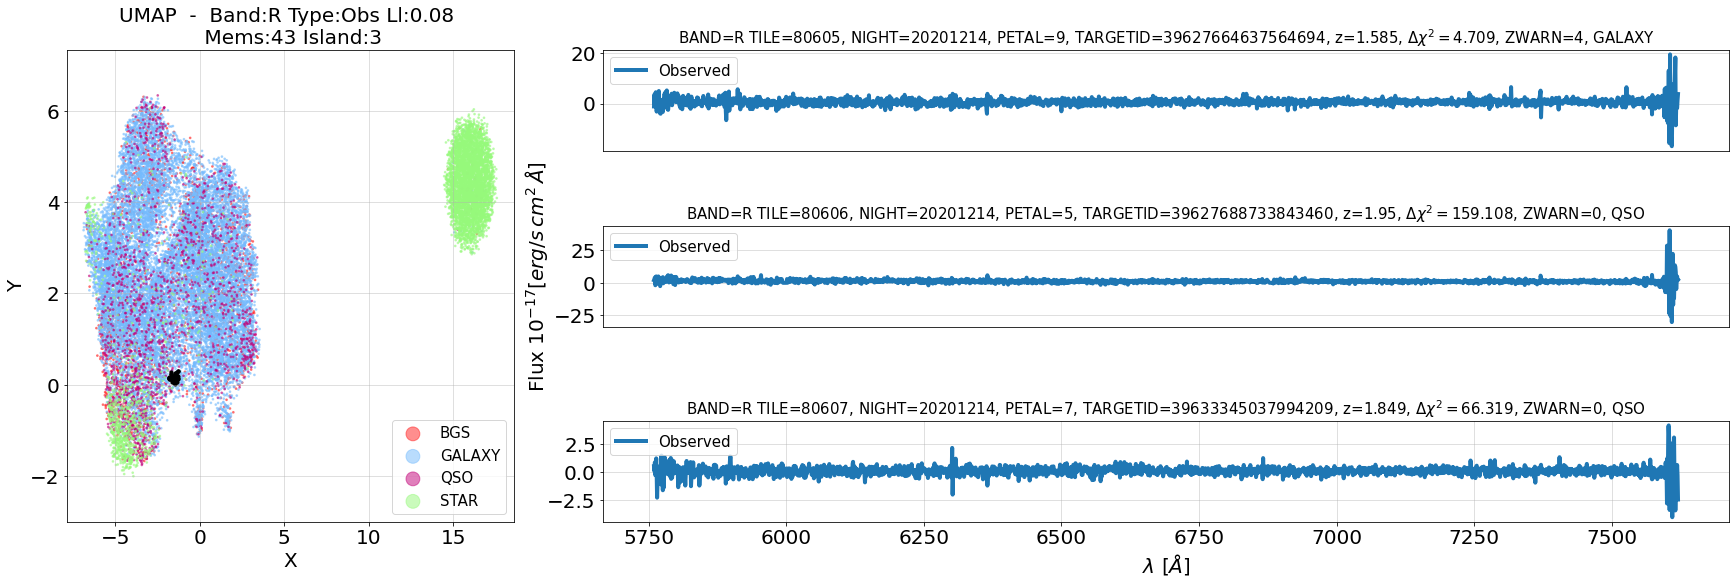 UMAP - Band:R Type:Obs Ll:0.08
Mems:43 Island:3
Y
6
4
2
0
−2
−5
0
5
10
15
X
BGS
GALAXY
QSO
STAR
Flux 10⁻¹⁷[erg/s cm² Å]
BAND=R TILE=80605, NIGHT=20201214, PETAL=9, TARGETID=39627664637564694, z=1.585, Δχ² = 4.709, ZWARN=4, GALAXY
Observed
20
0
BAND=R TILE=80606, NIGHT=20201214, PETAL=5, TARGETID=39627688733843460, z=1.95, Δχ² = 159.108, ZWARN=0, QSO
Observed
25
0
−25
BAND=R TILE=80607, NIGHT=20201214, PETAL=7, TARGETID=39633345037994209, z=1.849, Δχ² = 66.319, ZWARN=0, QSO
Observed
2.5
0.0
−2.5
5750
6000
6250
6500
6750
7000
7250
7500
λ [Å]